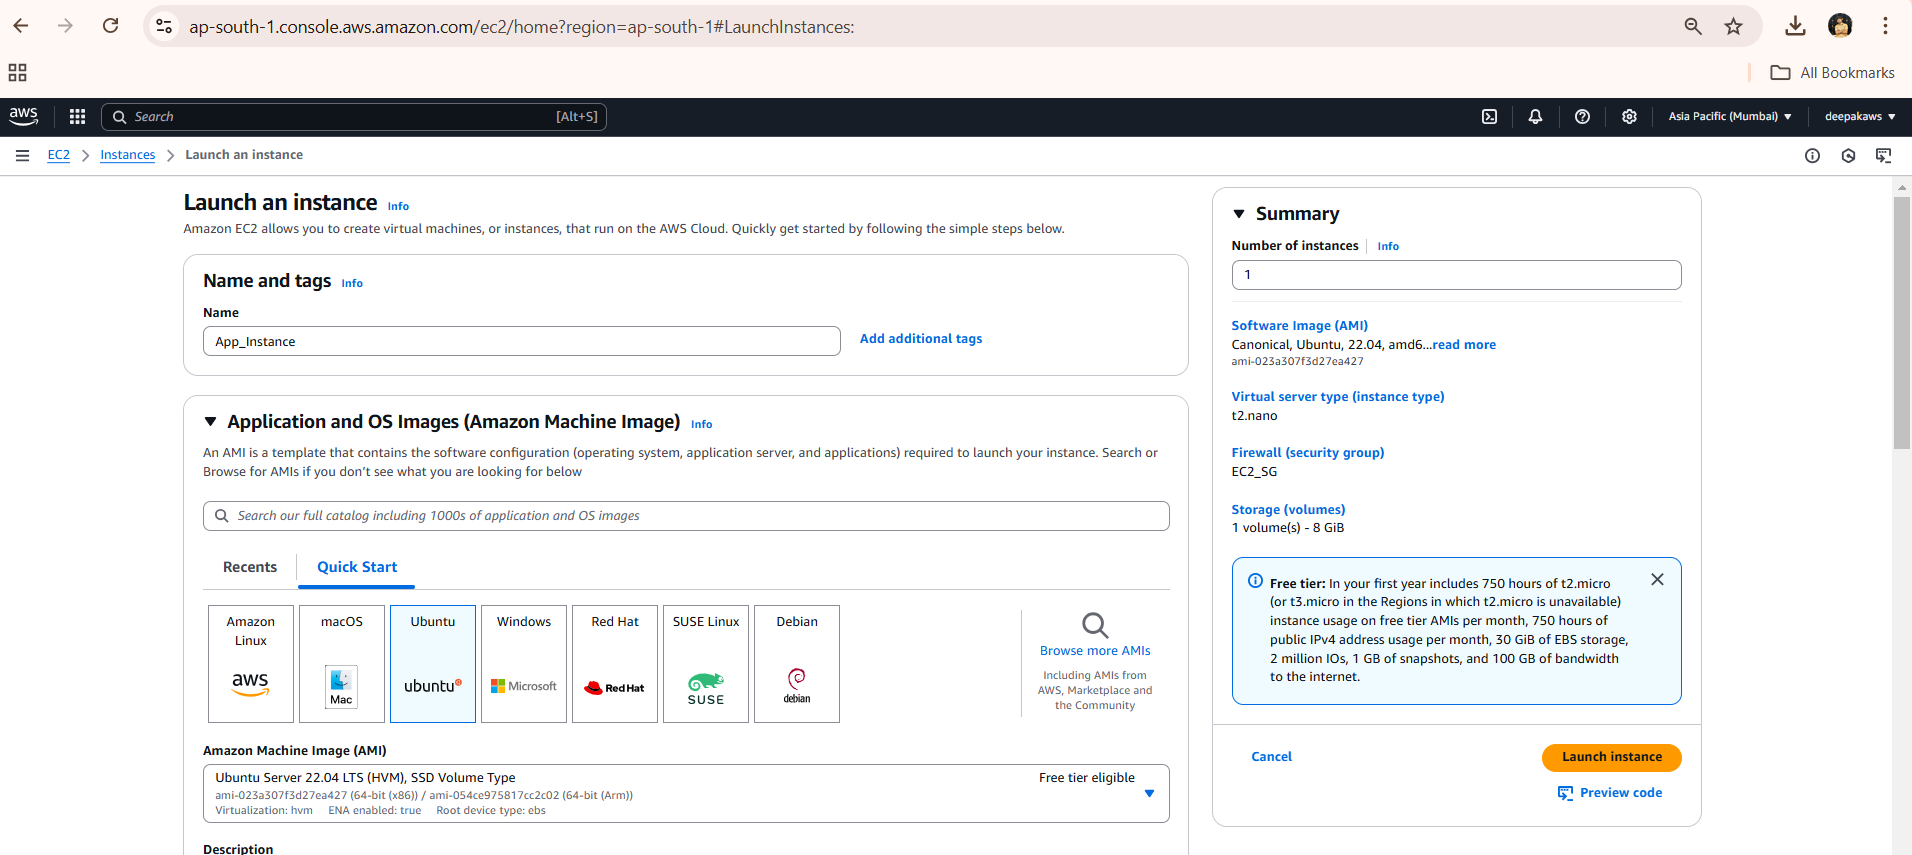 ap-south-1.console.aws.amazon.com/ec2/home?region=ap-south-1#LaunchInstances:
All Bookmarks
aws
Search
[Alt+S]
Asia Pacific (Mumbai)
deepakaws
EC2
Instances
Launch an instance
Launch an instance Info
Amazon EC2 allows you to create virtual machines, or instances, that run on the AWS Cloud. Quickly get started by following the simple steps below.
Name and tags Info
Name
App_Instance
Add additional tags
Application and OS Images (Amazon Machine Image) Info
An AMI is a template that contains the software configuration (operating system, application server, and applications) required to launch your instance. Search or
Browse for AMIs if you don’t see what you are looking for below
Search our full catalog including 1000s of application and OS images
Recents
Quick Start
Amazon
Linux
aws
macOS
Mac
Ubuntu
ubuntu
Windows
Microsoft
Red Hat
Red Hat
SUSE Linux
SUSE
Debian
debian
Browse more AMIs
Including AMIs from
AWS, Marketplace and
the Community
Amazon Machine Image (AMI)
Ubuntu Server 22.04 LTS (HVM), SSD Volume Type
Free tier eligible
ami-023a307f3d27ea427 (64-bit (x86)) / ami-054ce975817cc2c02 (64-bit (Arm))
Virtualization: hvm ENA enabled: true Root device type: ebs
Description
Summary
Number of instances Info
1
Software Image (AMI)
Canonical, Ubuntu, 22.04, amd6...read more
ami-023a307f3d27ea427
Virtual server type (instance type)
t2.nano
Firewall (security group)
EC2_SG
Storage (volumes)
1 volume(s) - 8 GiB
Free tier: In your first year includes 750 hours of t2.micro
(or t3.micro in the Regions in which t2.micro is unavailable)
instance usage on free tier AMIs per month, 750 hours of
public IPv4 address usage per month, 30 GiB of EBS storage,
2 million IOs, 1 GB of snapshots, and 100 GB of bandwidth
to the internet.
Cancel
Launch instance
Preview code